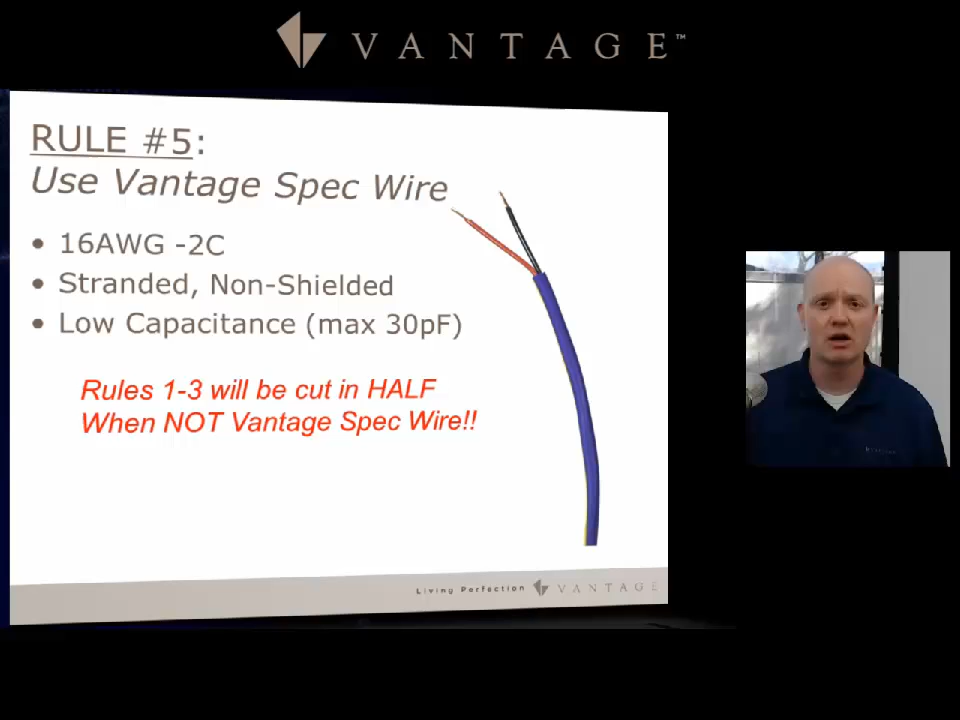 VANTAGE™
RULE #5:
Use Vantage Spec Wire
• 16AWG -2C
• Stranded, Non-Shielded
• Low Capacitance (max 30pF)
Rules 1-3 will be cut in HALF
When NOT Vantage Spec Wire!!
Living Perfection VANTAGE